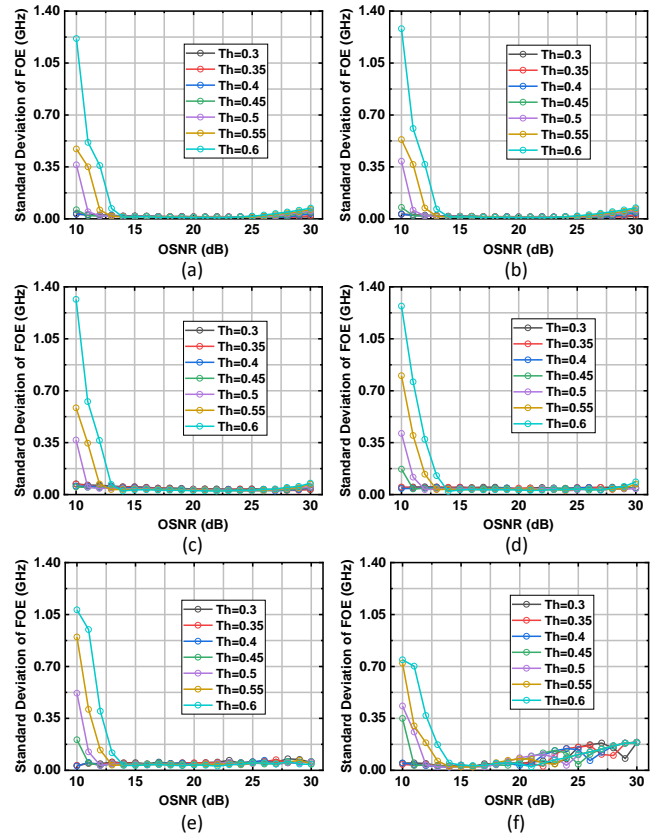 1.40
1.05
0.70
0.35
0.00
Standard Deviation of FOE (GHz)
Th=0.3
Th=0.35
Th=0.4
Th=0.45
Th=0.5
Th=0.55
Th=0.6
10 15 20 25 30
OSNR (dB)
(a)
1.40
1.05
0.70
0.35
0.00
Standard Deviation of FOE (GHz)
Th=0.3
Th=0.35
Th=0.4
Th=0.45
Th=0.5
Th=0.55
Th=0.6
10 15 20 25 30
OSNR (dB)
(b)
1.40
1.05
0.70
0.35
0.00
Standard Deviation of FOE (GHz)
Th=0.3
Th=0.35
Th=0.4
Th=0.45
Th=0.5
Th=0.55
Th=0.6
10 15 20 25 30
OSNR (dB)
(c)
1.40
1.05
0.70
0.35
0.00
Standard Deviation of FOE (GHz)
Th=0.3
Th=0.35
Th=0.4
Th=0.45
Th=0.5
Th=0.55
Th=0.6
10 15 20 25 30
OSNR (dB)
(d)
1.40
1.05
0.70
0.35
0.00
Standard Deviation of FOE (GHz)
Th=0.3
Th=0.35
Th=0.4
Th=0.45
Th=0.5
Th=0.55
Th=0.6
10 15 20 25 30
OSNR (dB)
(e)
1.40
1.05
0.70
0.35
0.00
Standard Deviation of FOE (GHz)
Th=0.3
Th=0.35
Th=0.4
Th=0.45
Th=0.5
Th=0.55
Th=0.6
10 15 20 25 30
OSNR (dB)
(f)